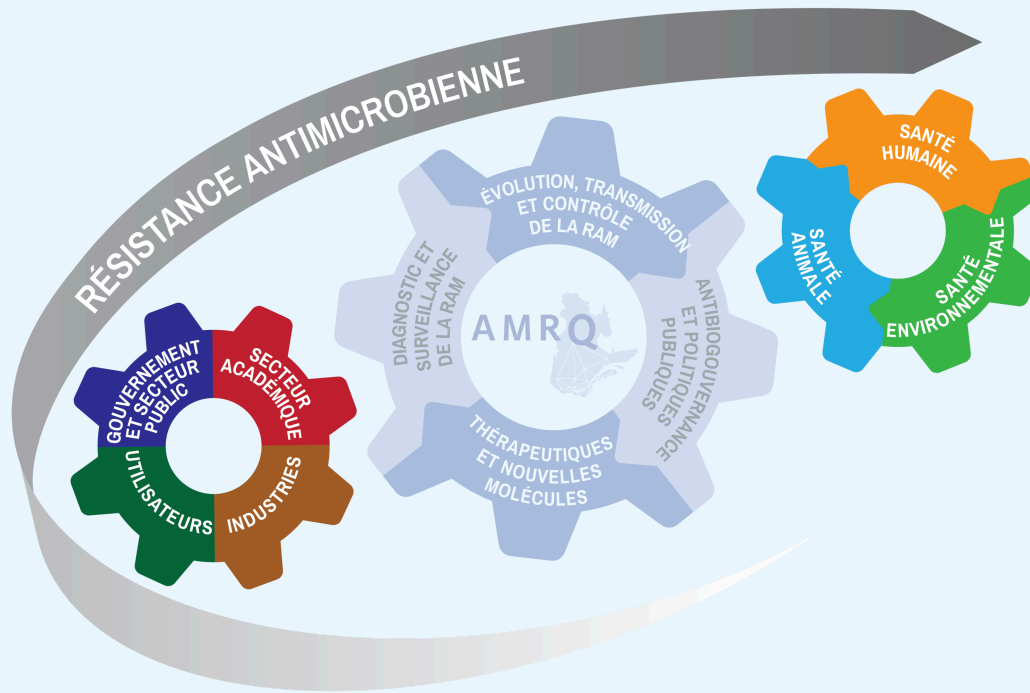 RÉSISTANCE ANTIMICROBIENNE
GOUVERNEMENT
ET SECTEUR
PUBLIC
SECTEUR
ACADÉMIQUE
UTILISATEURS
INDUSTRIES
ÉVOLUTION, TRANSMISSION
ET CONTRÔLE
DE LA RAM
DIAGNOSTIC ET
SURVEILLANCE
DE LA RAM
AMRQ
ANTIBIOGOUVERNANCE
ET POLITIQUES
PUBLIQUES
THÉRAPEUTIQUES
ET NOUVELLES
MOLÉCULES
SANTÉ
HUMAINE
SANTÉ
ANIMALE
SANTÉ
ENVIRONNEMENTALE